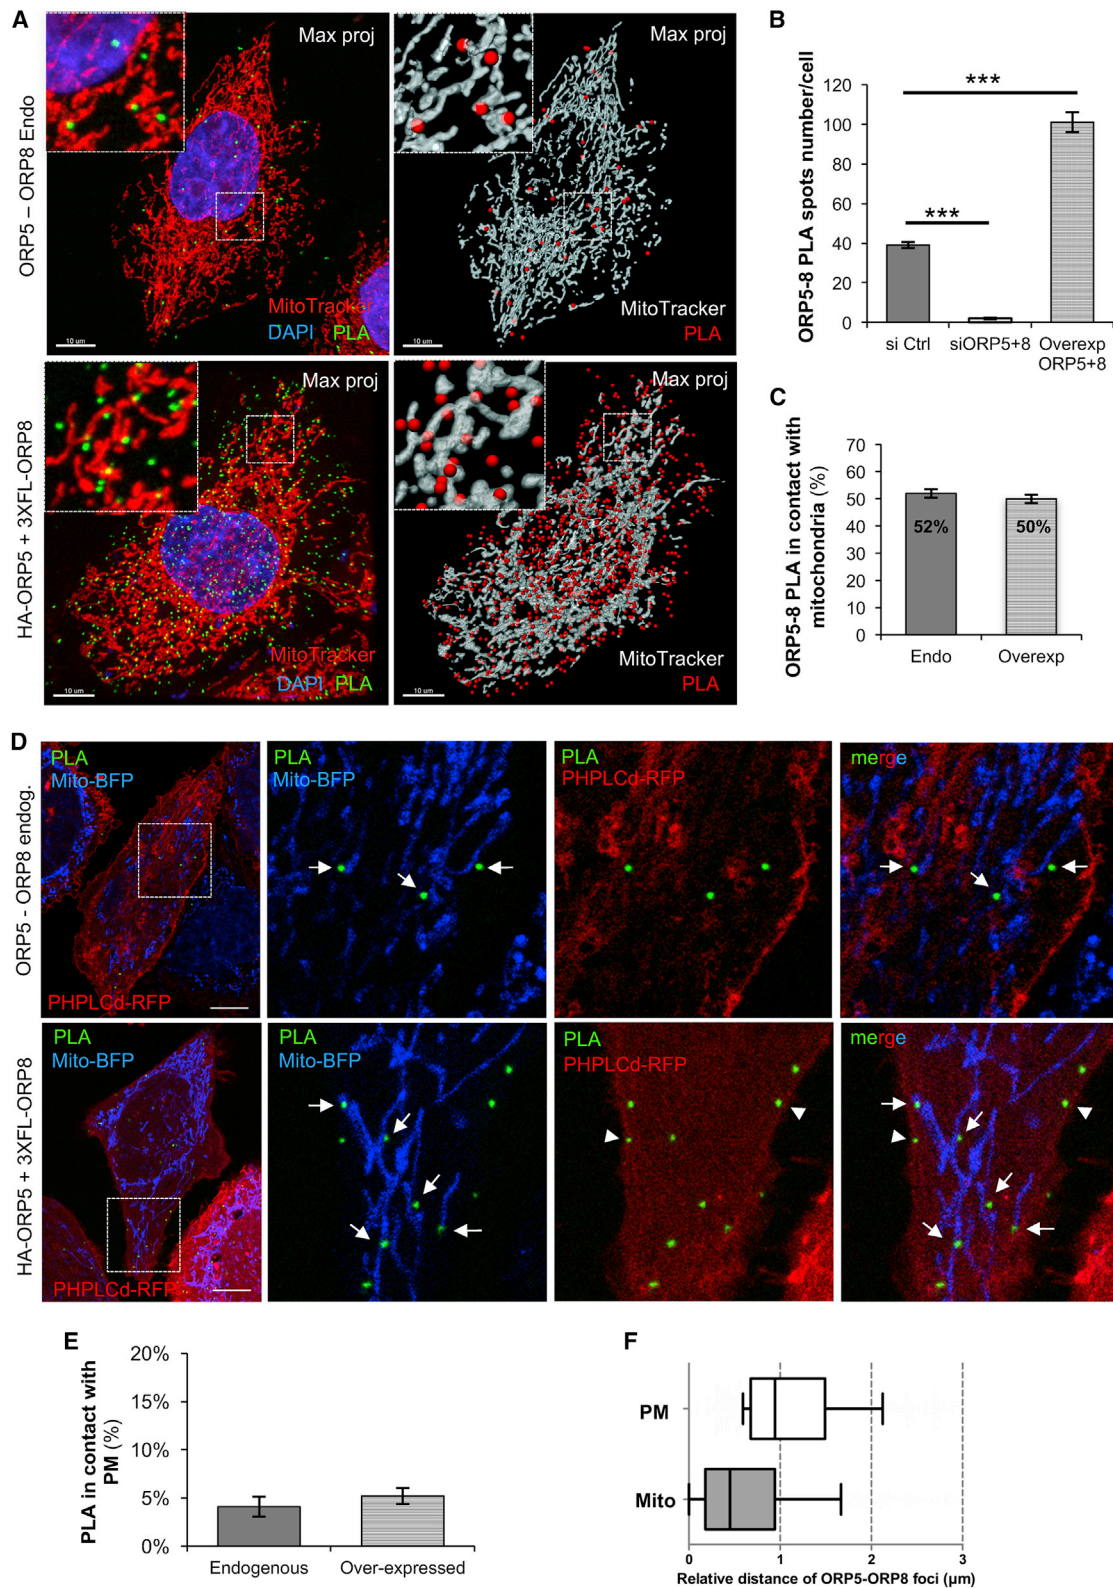 A
ORP5 – ORP8 Endo
Max proj
MitoTracker
DAPI PLA
10 um
Max proj
MitoTracker
PLA
10 um
HA-ORP5 + 3XFL-ORP8
Max proj
MitoTracker
DAPI PLA
10 um
Max proj
MitoTracker
PLA
10 um
B
ORP5-8 PLA spots number/cell
120
100
80
60
40
20
0
***
***
si Ctrl
siORP5+8
Overexp
ORP5+8
C
ORP5-8 PLA in contact with
mitochondria (%)
70
60
50
40
30
20
10
0
52%
50%
Endo
Overexp
D
ORP5 - ORP8 endog.
PLA
Mito-BFP
PHPLCd-RFP
PLA
Mito-BFP
PLA
PHPLCd-RFP
merge
HA-ORP5 + 3XFL-ORP8
PLA
Mito-BFP
PHPLCd-RFP
PLA
Mito-BFP
PLA
PHPLCd-RFP
merge
E
PLA in contact with
PM (%)
20%
15%
10%
5%
0%
Endogenous
Over-expressed
F
PM
Mito
0
1
2
3
Relative distance of ORP5-ORP8 foci (µm)